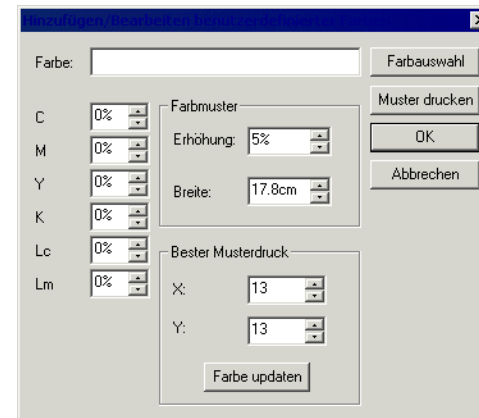 Hinzufügen/Bearbeiten benutzerdefinierter Farbe
Farbe:
Farbauswahl
Muster drucken
OK
Abbrechen
C 0%
M 0%
Y 0%
K 0%
Lc 0%
Lm 0%
Farbmuster
Erhöhung: 5%
Breite: 17.8cm
Bester Musterdruck
X: 13
Y: 13
Farbe updaten